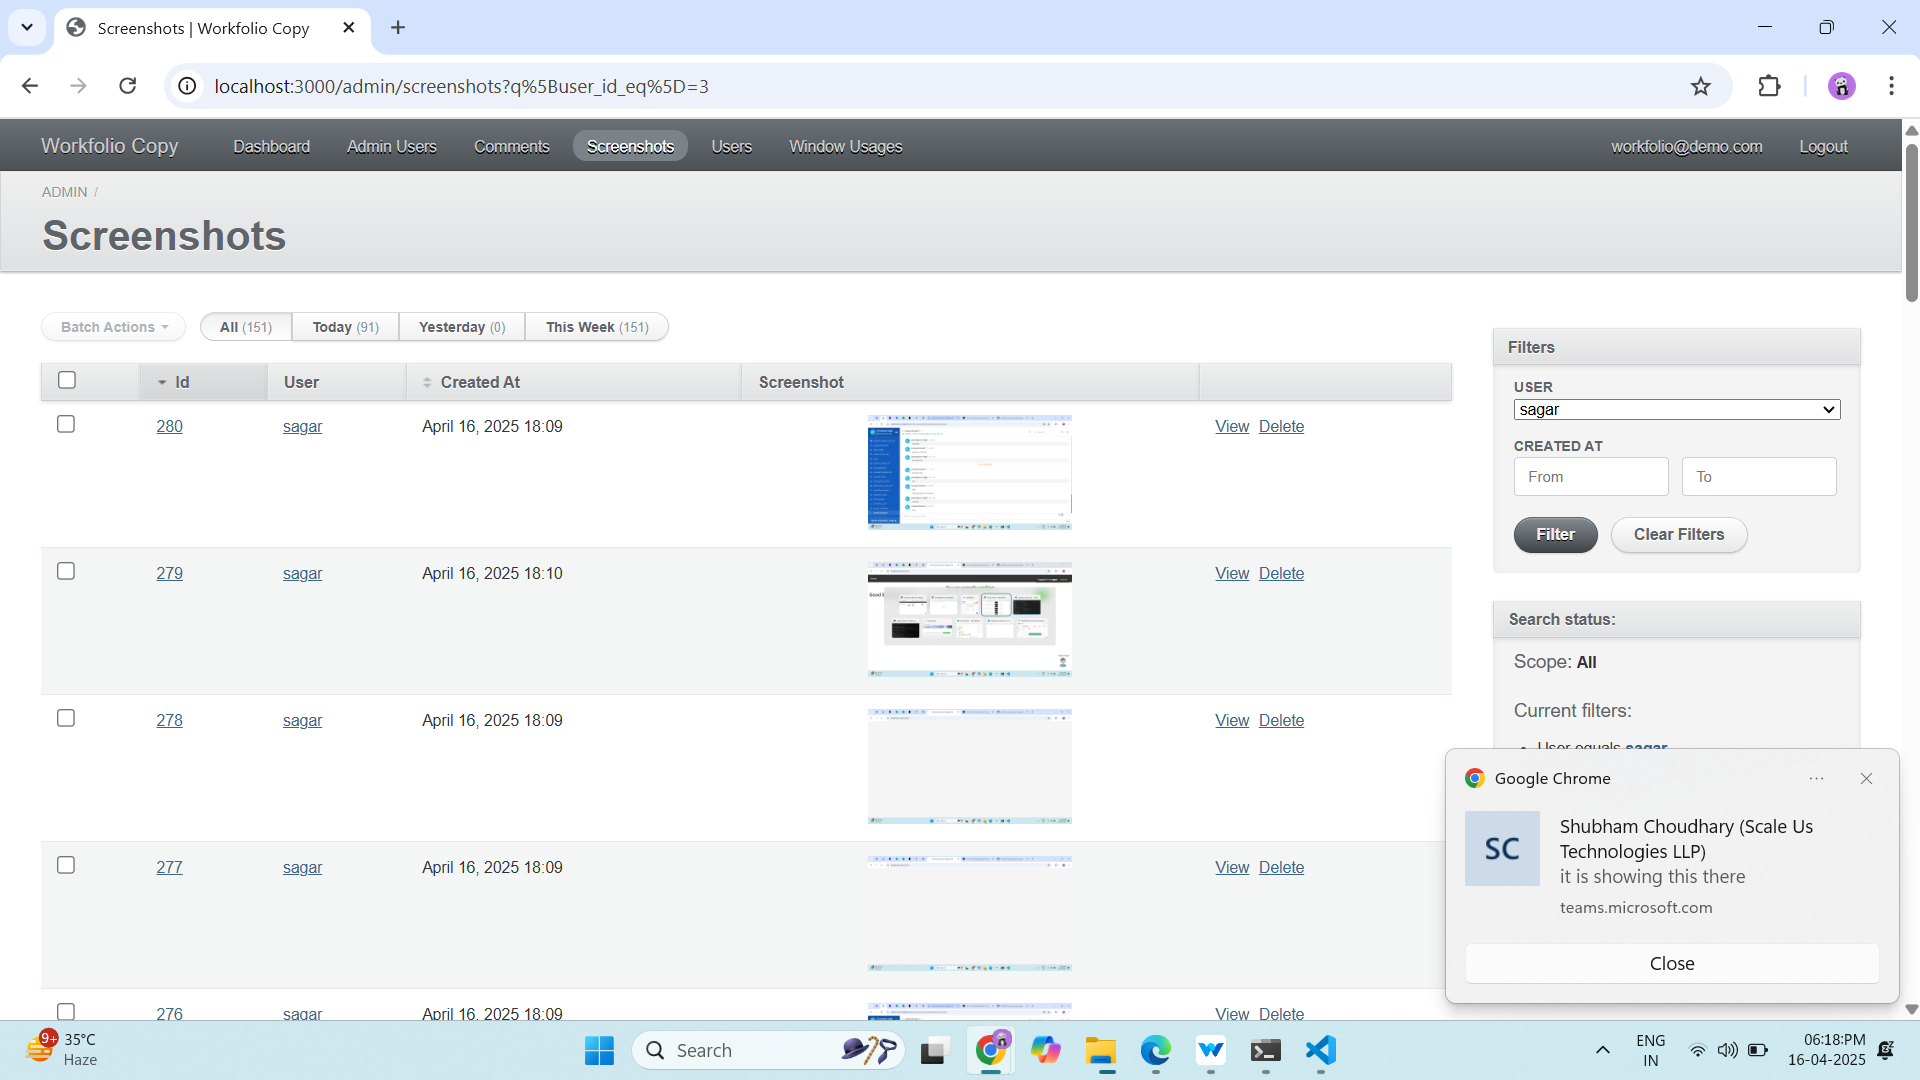 Screenshots | Workfolio Copy
localhost:3000/admin/screenshots?q%5Buser_id_eq%5D=3
Workfolio Copy Dashboard Admin Users Comments Screenshots Users Window Usages workfolio@demo.com Logout
ADMIN /
Screenshots
Batch Actions All (151) Today (91) Yesterday (0) This Week (151)
Id User Created At Screenshot
280 sagar April 16, 2025 18:09 View Delete
279 sagar April 16, 2025 18:10 View Delete
278 sagar April 16, 2025 18:09 View Delete
277 sagar April 16, 2025 18:09 View Delete
276 sagar April 16, 2025 18:09 View Delete
Filters
USER
sagar
CREATED AT
From To
Filter Clear Filters
Search status:
Scope: All
Current filters:
User equals sagar
Google Chrome
SC
Shubham Choudhary (Scale Us
Technologies LLP)
it is showing this there
teams.microsoft.com
Close
9+ 35°C
Haze
Search
ENG
IN
06:18:PM
16-04-2025